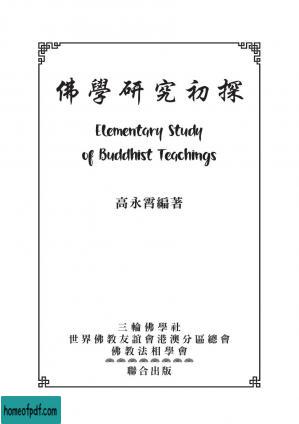 佛學研究初探
Elementary Study
of Buddhist Teachings
高永霄編著
三輪佛學社
世界佛教友誼會港澳分區總會
佛教法相學會
聯合出版
homeofpdf.com